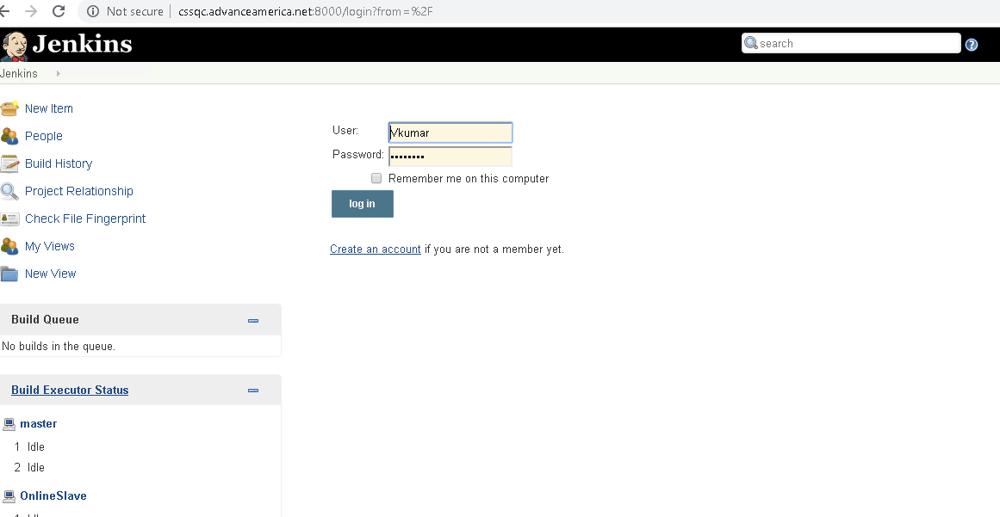 Not secure | cssqc.advanceamerica.net:8000/login?from=%2F
Jenkins
search
Jenkins
New Item
People
Build History
Project Relationship
Check File Fingerprint
My Views
New View
User: Vkumar
Password: ••••••••
Remember me on this computer
log in
Create an account if you are not a member yet.
Build Queue
No builds in the queue.
Build Executor Status
master
1 Idle
2 Idle
OnlineSlave